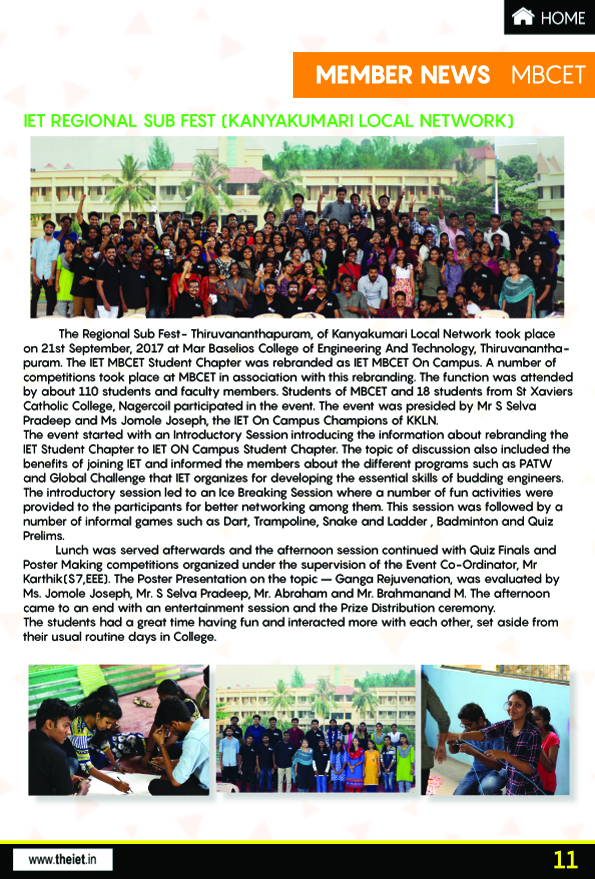 HOME
MEMBER NEWS MBCET
IET REGIONAL SUB FEST (KANYAKUMARI LOCAL NETWORK)
The Regional Sub Fest- Thiruvananthapuram, of Kanyakumari Local Network took place
on 21st September, 2017 at Mar Baselios College of Engineering And Technology, Thiruvanantha-
puram. The IET MBCET Student Chapter was rebranded as IET MBCET On Campus. A number of
competitions took place at MBCET in association with this rebranding. The function was attended
by about 110 students and faculty members. Students of MBCET and 18 students from St Xaviers
Catholic College, Nagercoil participated in the event. The event was presided by Mr S Selva
Pradeep and Ms Jomole Joseph, the IET On Campus Champions of KKLN.
The event started with an Introductory Session introducing the information about rebranding the
IET Student Chapter to IET ON Campus Student Chapter. The topic of discussion also included the
benefits of joining IET and informed the members about the different programs such as PATW
and Global Challenge that IET organizes for developing the essential skills of budding engineers.
The introductory session led to an Ice Breaking Session where a number of fun activities were
provided to the participants for better networking among them. This session was followed by a
number of informal games such as Dart, Trampoline, Snake and Ladder , Badminton and Quiz
Prelims.
Lunch was served afterwards and the afternoon session continued with Quiz Finals and
Poster Making competitions organized under the supervision of the Event Co-Ordinator, Mr
Karthik(S7,EEE). The Poster Presentation on the topic — Ganga Rejuvenation, was evaluated by
Ms. Jomole Joseph, Mr. S Selva Pradeep, Mr. Abraham and Mr. Brahmanand M. The afternoon
came to an end with an entertainment session and the Prize Distribution ceremony.
The students had a great time having fun and interacted more with each other, set aside from
their usual routine days in College.
www.theiet.in
11